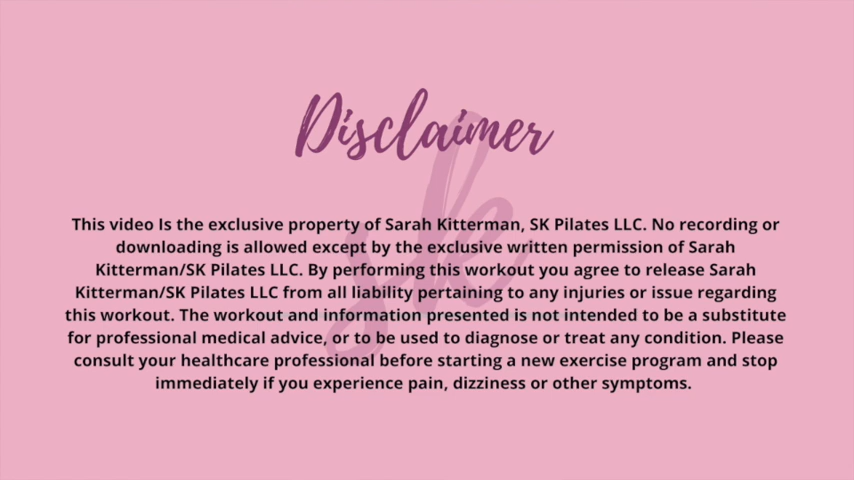 Disclaimer
This video Is the exclusive property of Sarah Kitterman, SK Pilates LLC. No recording or
downloading is allowed except by the exclusive written permission of Sarah
Kitterman/SK Pilates LLC. By performing this workout you agree to release Sarah
Kitterman/SK Pilates LLC from all liability pertaining to any injuries or issue regarding
this workout. The workout and information presented is not intended to be a substitute
for professional medical advice, or to be used to diagnose or treat any condition. Please
consult your healthcare professional before starting a new exercise program and stop
immediately if you experience pain, dizziness or other symptoms.
sk